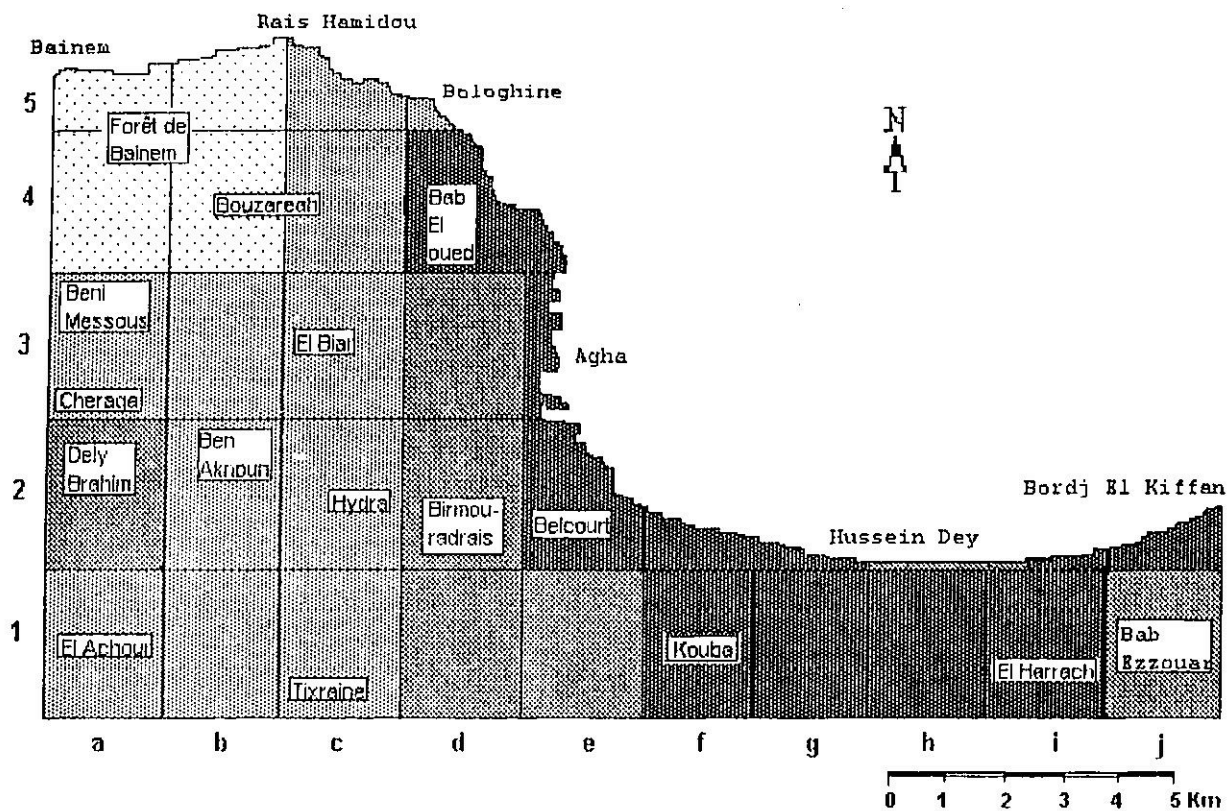 Rais Hamidou
Bainem
Bologhine
5
Forêt de
Bainem
N
4
Bouzareah
Bab
El
oued
Beni
Messous
3
El Biar
Agha
Cheraga
Dely
Brahim
Ben
Aknoun
2
Hydra
Birmou-
radrais
Belcourt
Bordj El Kiffan
Hussein Dey
1
El Achour
Tixraine
Kouba
El Harrach
Bab
Ezzouar
a b c d e f g h i j
0 1 2 3 4 5 Km